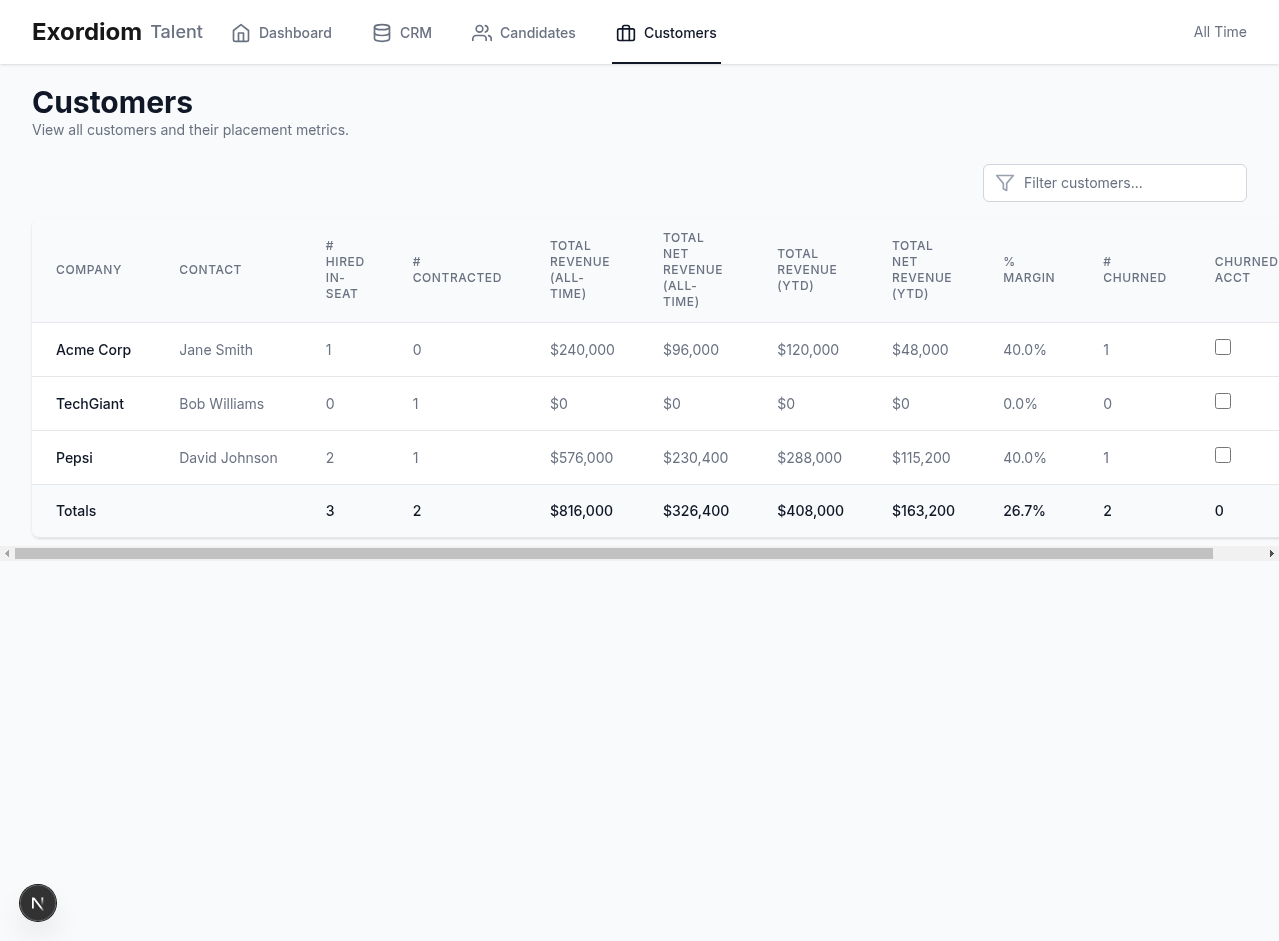 Exordiom Talent Dashboard CRM Candidates Customers All Time
Customers
View all customers and their placement metrics.
Filter customers...
COMPANY
CONTACT
#
HIRED
IN-
SEAT
#
CONTRACTED
TOTAL
REVENUE
(ALL-
TIME)
TOTAL
NET
REVENUE
(ALL-
TIME)
TOTAL
REVENUE
(YTD)
TOTAL
NET
REVENUE
(YTD)
%
MARGIN
#
CHURNED
CHURNED
ACCT
Acme Corp Jane Smith 1 0 $240,000 $96,000 $120,000 $48,000 40.0% 1
TechGiant Bob Williams 0 1 $0 $0 $0 $0 0.0% 0
Pepsi David Johnson 2 1 $576,000 $230,400 $288,000 $115,200 40.0% 1
Totals 3 2 $816,000 $326,400 $408,000 $163,200 26.7% 2 0
N